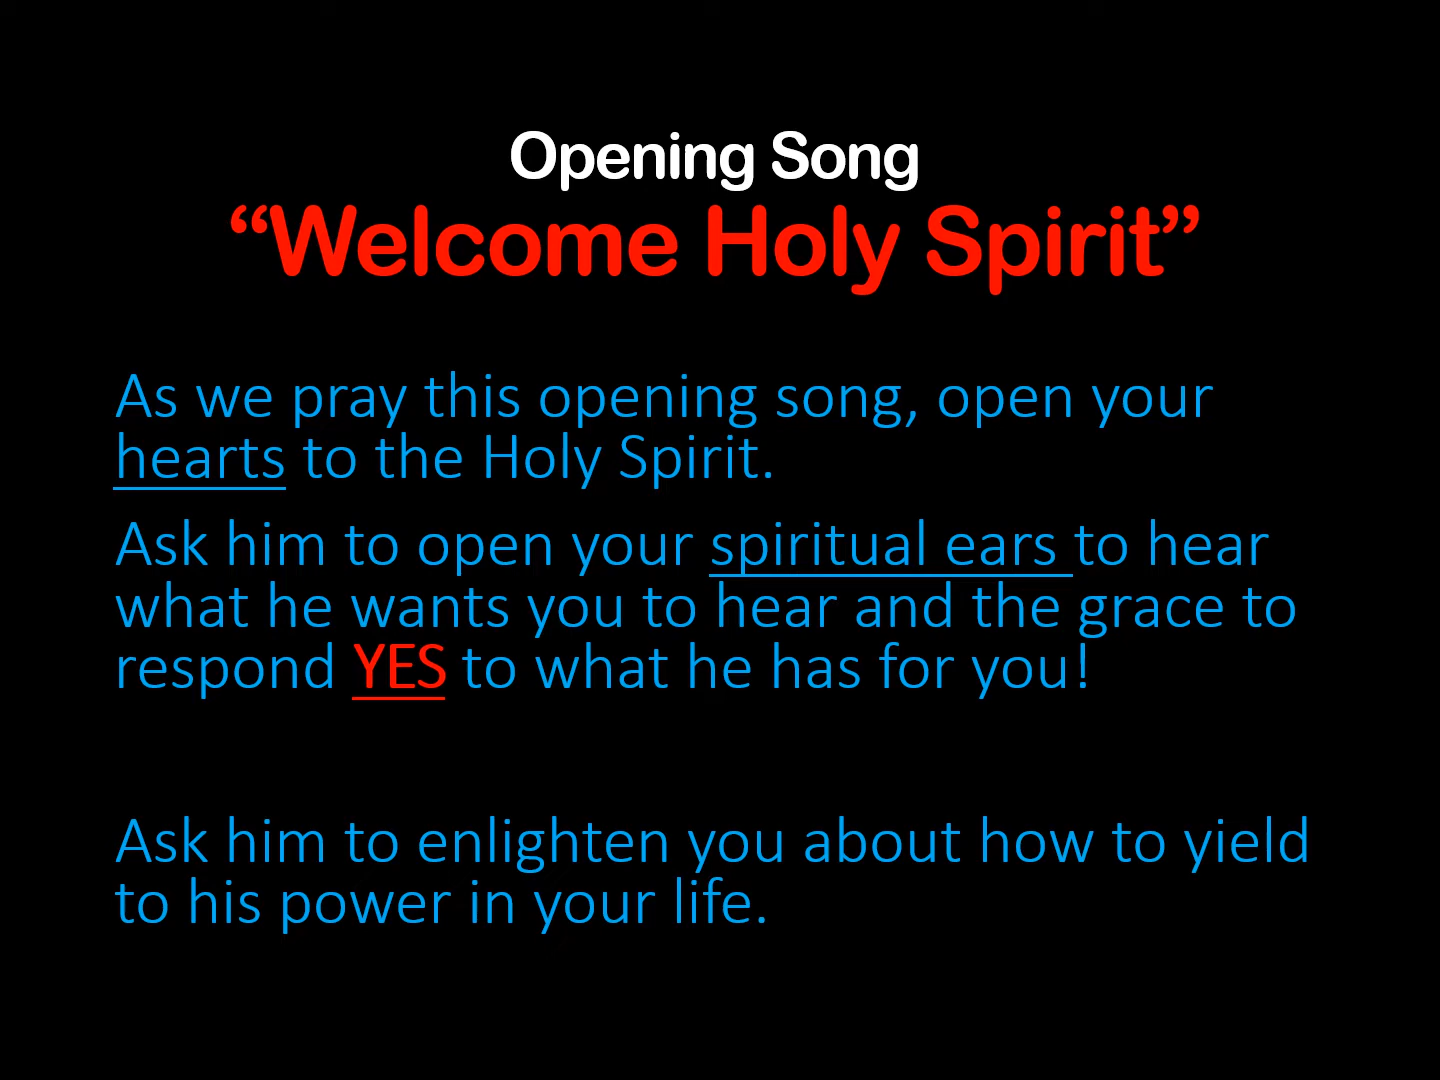 Opening Song
“Welcome Holy Spirit”
As we pray this opening song, open your
hearts to the Holy Spirit.
Ask him to open your spiritual ears to hear
what he wants you to hear and the grace to
respond YES to what he has for you!
Ask him to enlighten you about how to yield
to his power in your life.